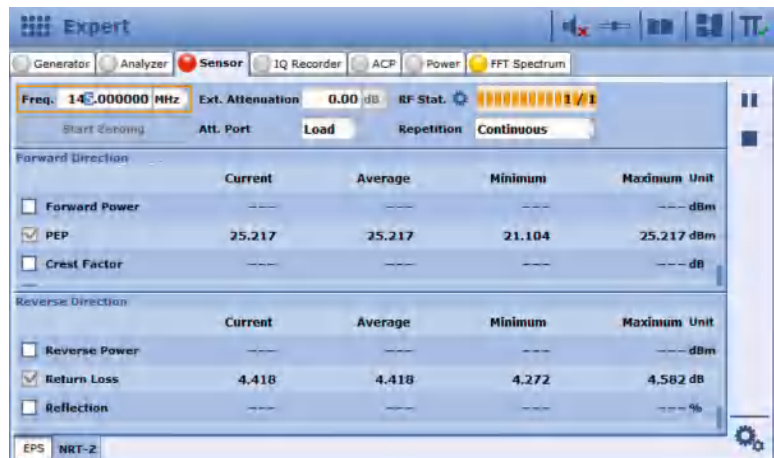 Expert
Generator Analyzer Sensor IQ Recorder ACP Power FFT Spectrum
Freq. 145.000000 MHz Ext. Attenuation 0.00 dB RF Stat. 1/1
Start Zeroing Att. Port Load Repetition Continuous
Forward Direction
Current Average Minimum Maximum Unit
Forward Power --- --- --- --- dBm
PEP 25.217 25.217 21.104 25.217 dBm
Crest Factor --- --- --- --- dB
Reverse Direction
Current Average Minimum Maximum Unit
Reverse Power --- --- --- --- dBm
Return Loss 4.418 4.418 4.272 4.582 dB
Reflection --- --- --- --- %
EPS NRT-Z